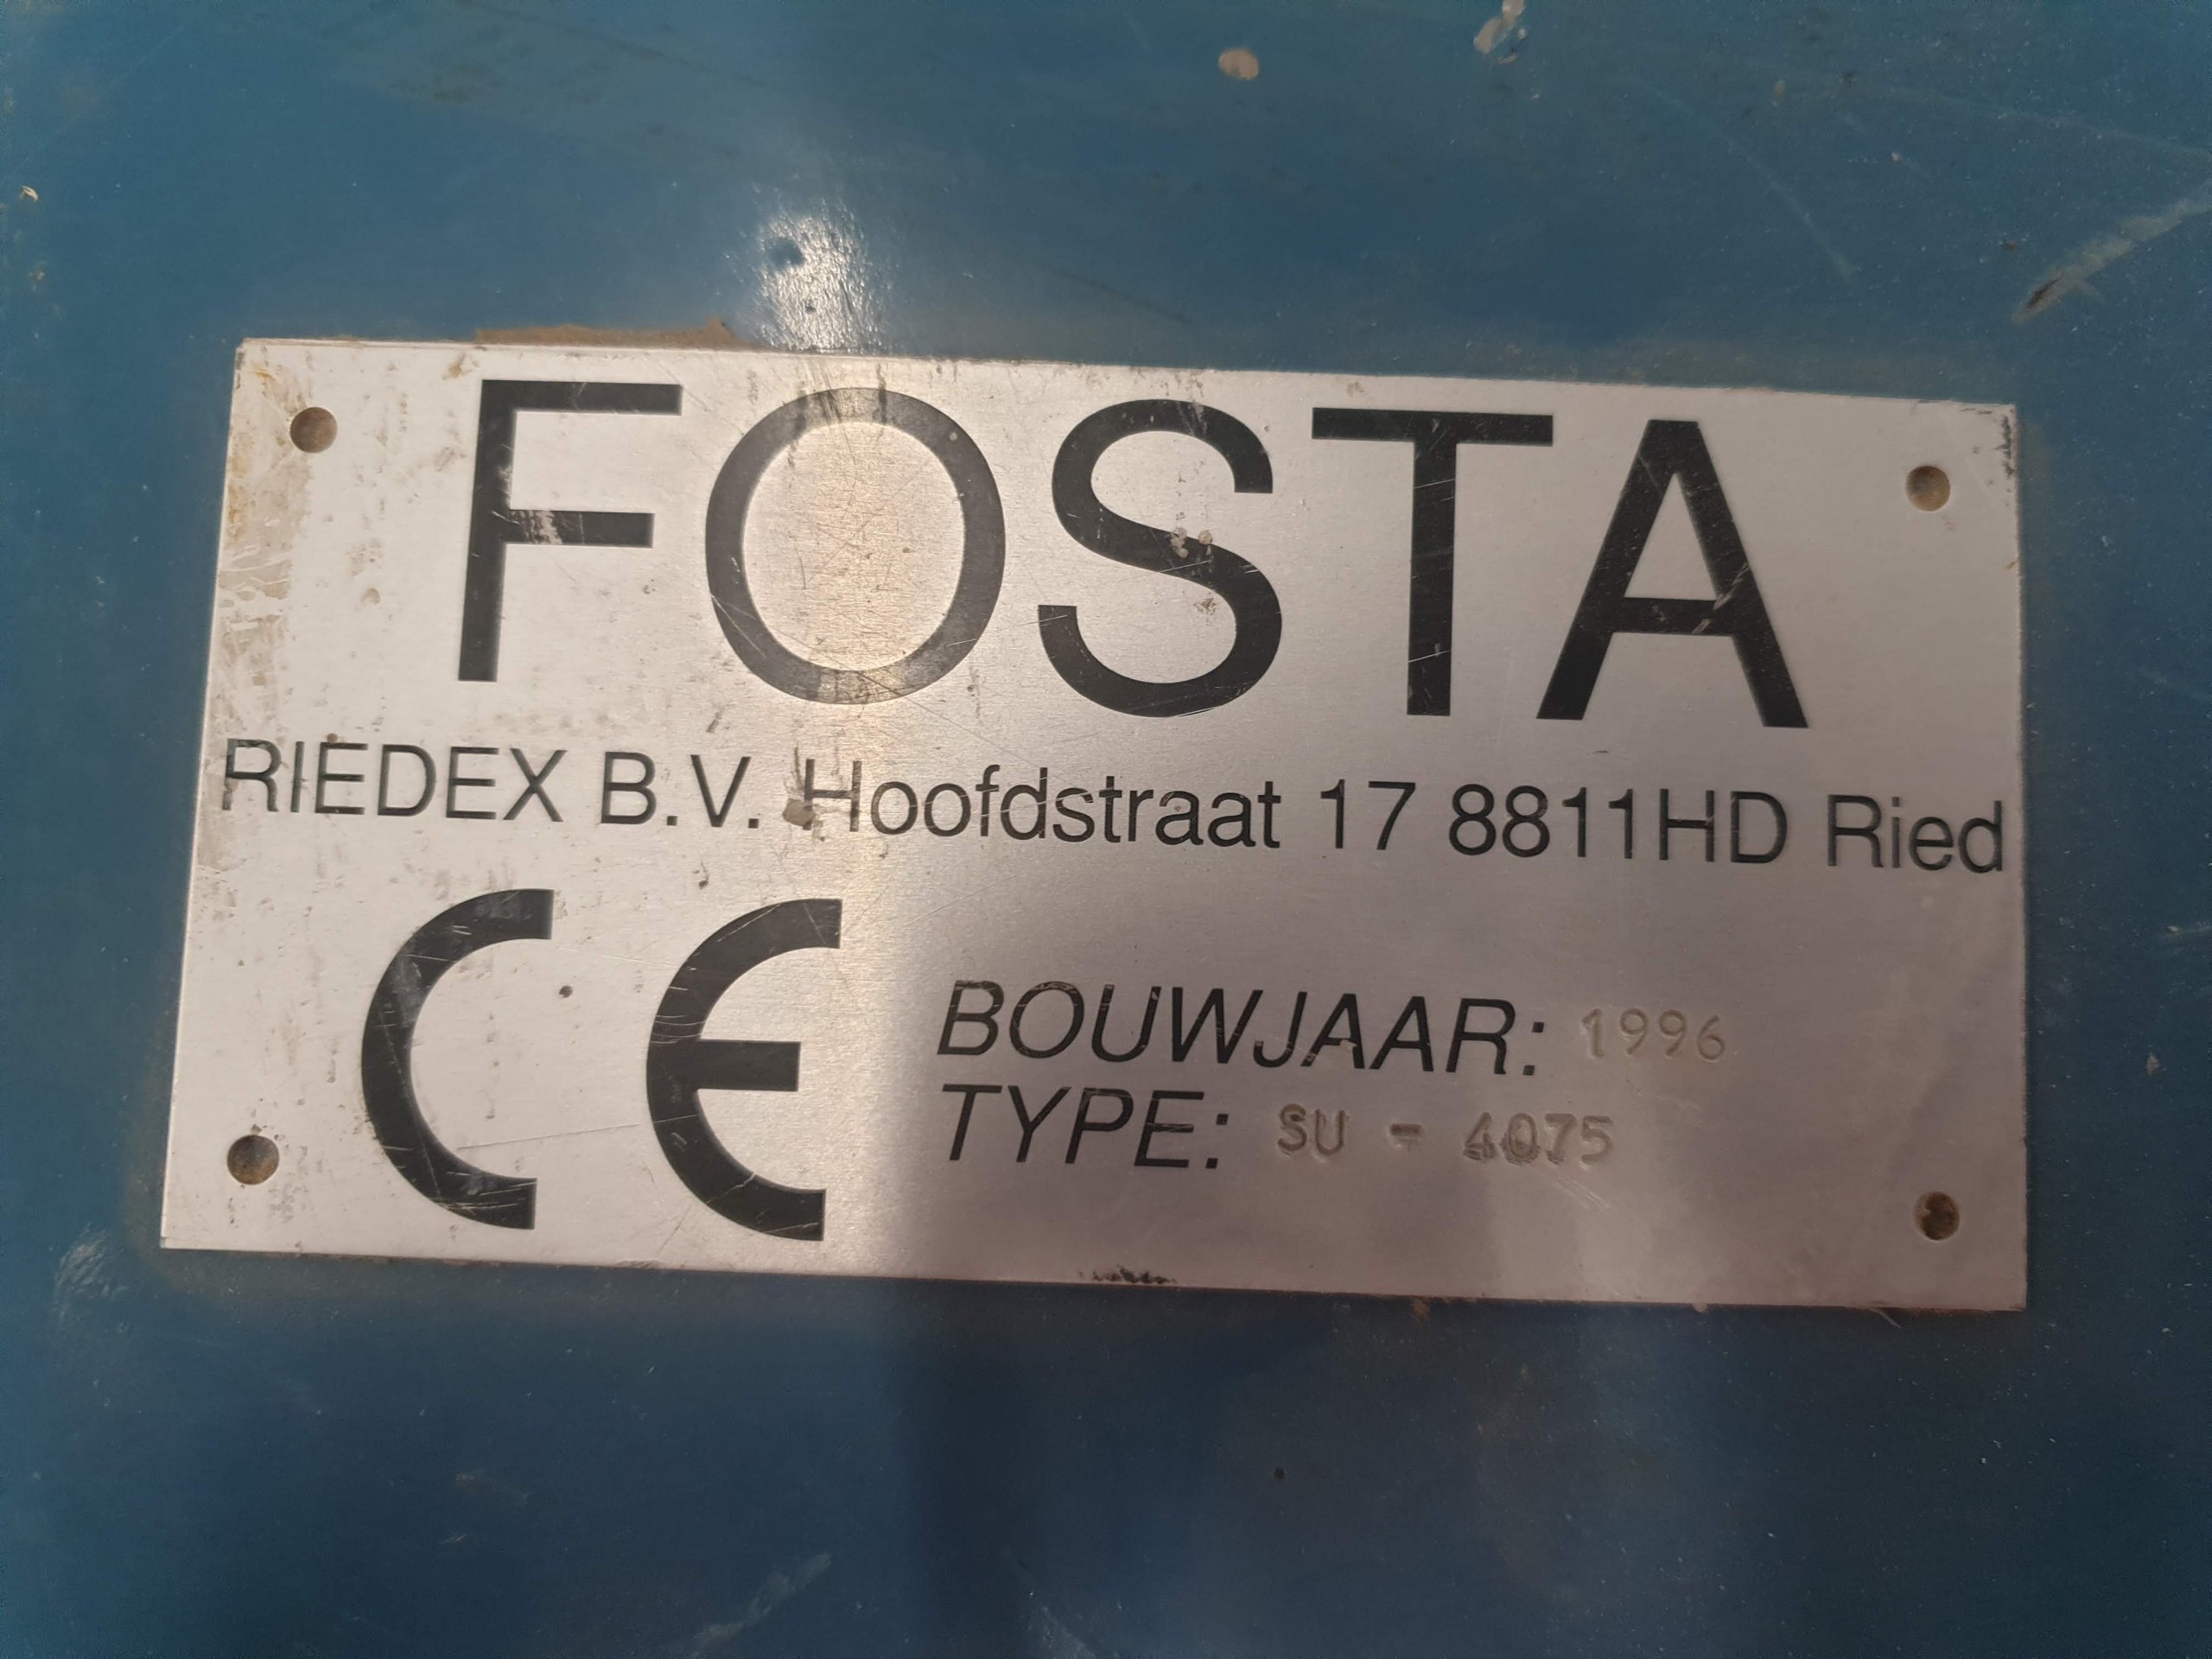 FOSTA
RIEDEX B.V. Hoofdstraat 17 8811HD Ried
CE
BOUWJAAR: 1996
TYPE: SU - 4075